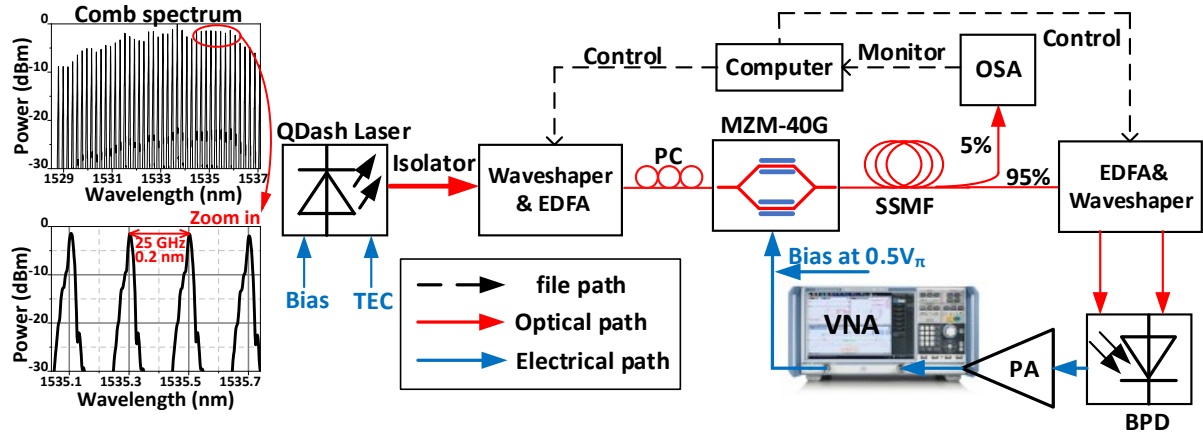 Comb spectrum
Power (dBm)
0
-10
-20
-30
1529 1531 1533 1535 1537
Wavelength (nm)
Zoom in
Power (dBm)
0
-10
-20
-30
25 GHz
0.2 nm
1535.1 1535.3 1535.5 1535.7
Wavelength (nm)
QDash Laser
Bias
TEC
Isolator
Control
Waveshaper
& EDFA
PC
Computer
Monitor
OSA
Control
MZM-40G
SSMF
5%
95%
EDFA&
Waveshaper
Bias at 0.5Vπ
VNA
PA
BPD
file path
Optical path
Electrical path